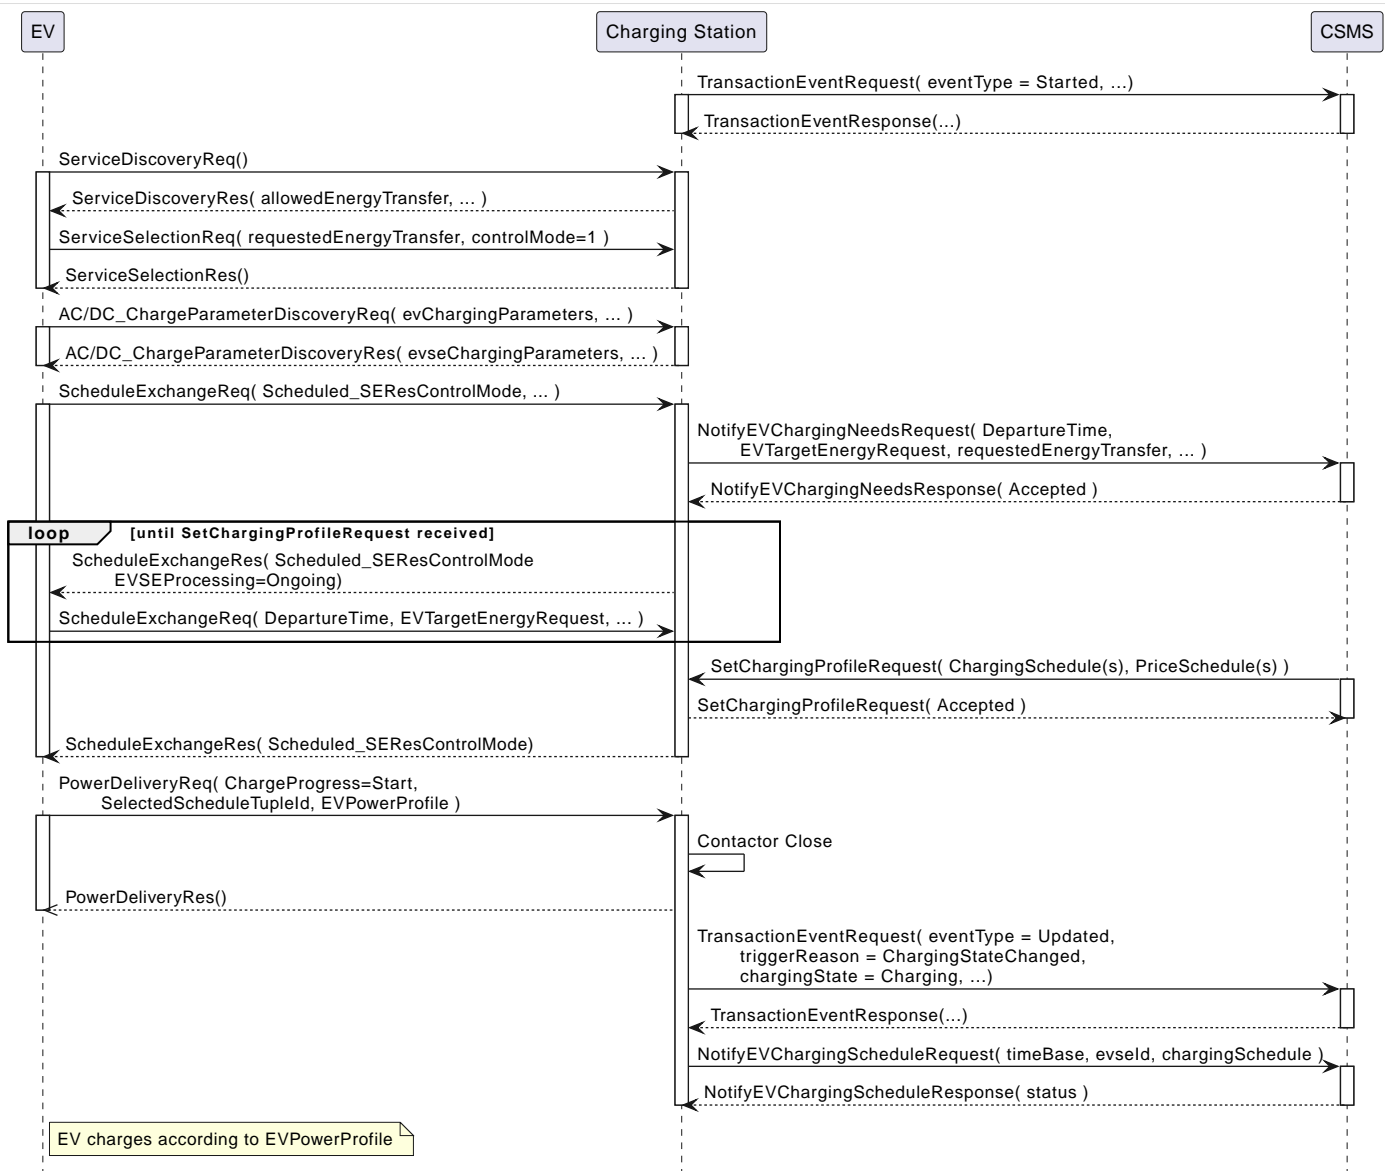 EV
Charging Station
CSMS
TransactionEventRequest( eventType = Started, ...)
TransactionEventResponse(...)
ServiceDiscoveryReq()
ServiceDiscoveryRes( allowedEnergyTransfer, ... )
ServiceSelectionReq( requestedEnergyTransfer, controlMode=1 )
ServiceSelectionRes()
AC/DC_ChargeParameterDiscoveryReq( evChargingParameters, ... )
AC/DC_ChargeParameterDiscoveryRes( evseChargingParameters, ... )
ScheduleExchangeReq( Scheduled_SEResControlMode, ... )
NotifyEVChargingNeedsRequest( DepartureTime,
EVTargetEnergyRequest, requestedEnergyTransfer, ... )
NotifyEVChargingNeedsResponse( Accepted )
loop [until SetChargingProfileRequest received]
ScheduleExchangeRes( Scheduled_SEResControlMode
EVSEProcessing=Ongoing)
ScheduleExchangeReq( DepartureTime, EVTargetEnergyRequest, ... )
SetChargingProfileRequest( ChargingSchedule(s), PriceSchedule(s) )
SetChargingProfileRequest( Accepted )
ScheduleExchangeRes( Scheduled_SEResControlMode)
PowerDeliveryReq( ChargeProgress=Start,
SelectedScheduleTupleId, EVPowerProfile )
Contactor Close
PowerDeliveryRes()
TransactionEventRequest( eventType = Updated,
triggerReason = ChargingStateChanged,
chargingState = Charging, ...)
TransactionEventResponse(...)
NotifyEVChargingScheduleRequest( timeBase, evseId, chargingSchedule )
NotifyEVChargingScheduleResponse( status )
EV charges according to EVPowerProfile